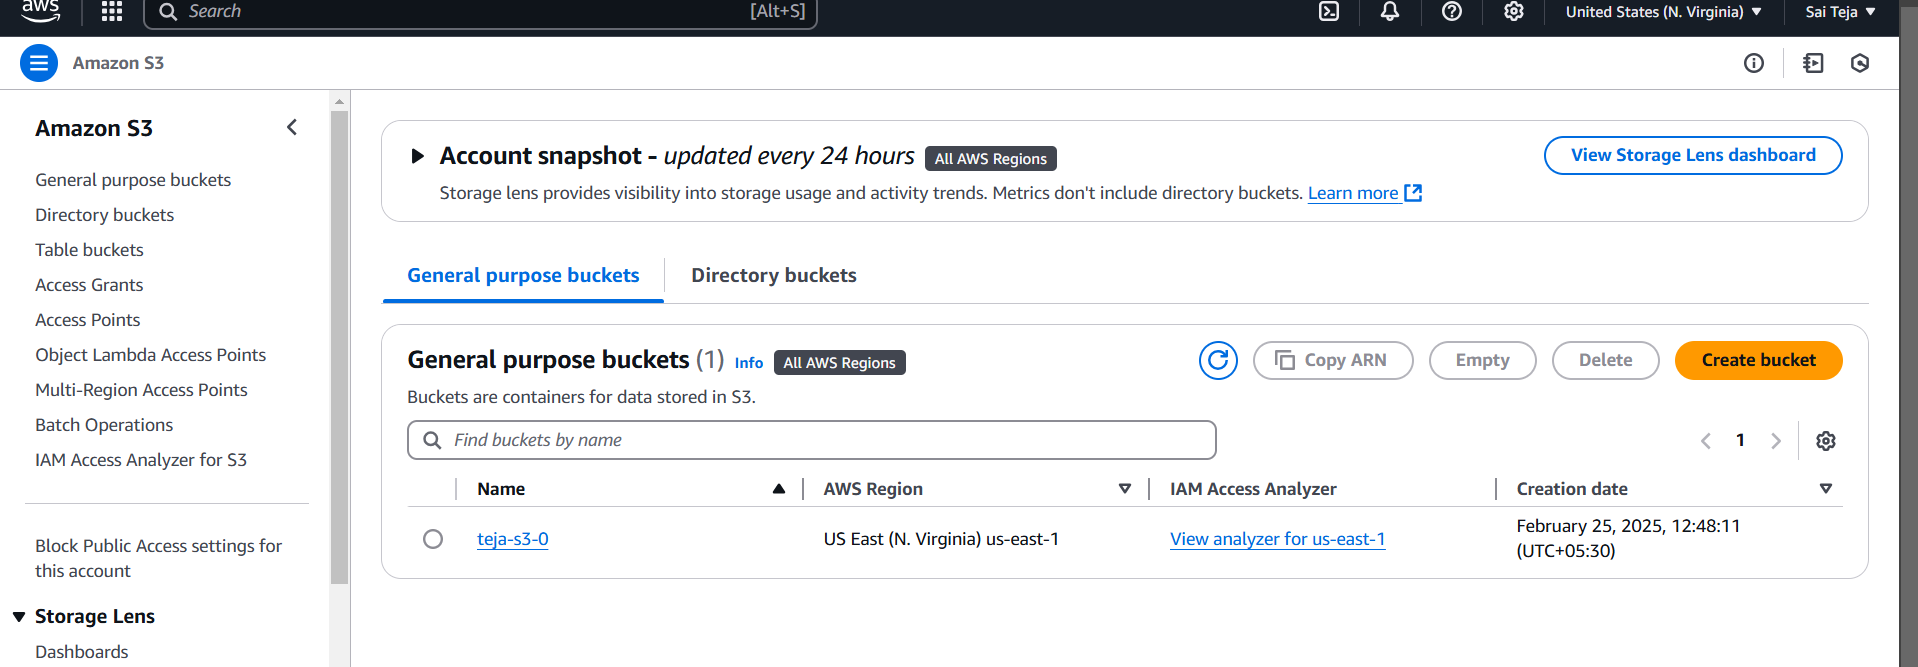 aws
Search [Alt+S] United States (N. Virginia) ▼ Sai Teja ▼
Amazon S3
Amazon S3
General purpose buckets
Directory buckets
Table buckets
Access Grants
Access Points
Object Lambda Access Points
Multi-Region Access Points
Batch Operations
IAM Access Analyzer for S3
Block Public Access settings for
this account
Storage Lens
Dashboards
Account snapshot - updated every 24 hours All AWS Regions View Storage Lens dashboard
Storage lens provides visibility into storage usage and activity trends. Metrics don't include directory buckets. Learn more
General purpose buckets Directory buckets
General purpose buckets (1) Info All AWS Regions Copy ARN Empty Delete Create bucket
Buckets are containers for data stored in S3.
Find buckets by name 1
Name AWS Region IAM Access Analyzer Creation date
teja-s3-0 US East (N. Virginia) us-east-1 View analyzer for us-east-1 February 25, 2025, 12:48:11
(UTC+05:30)